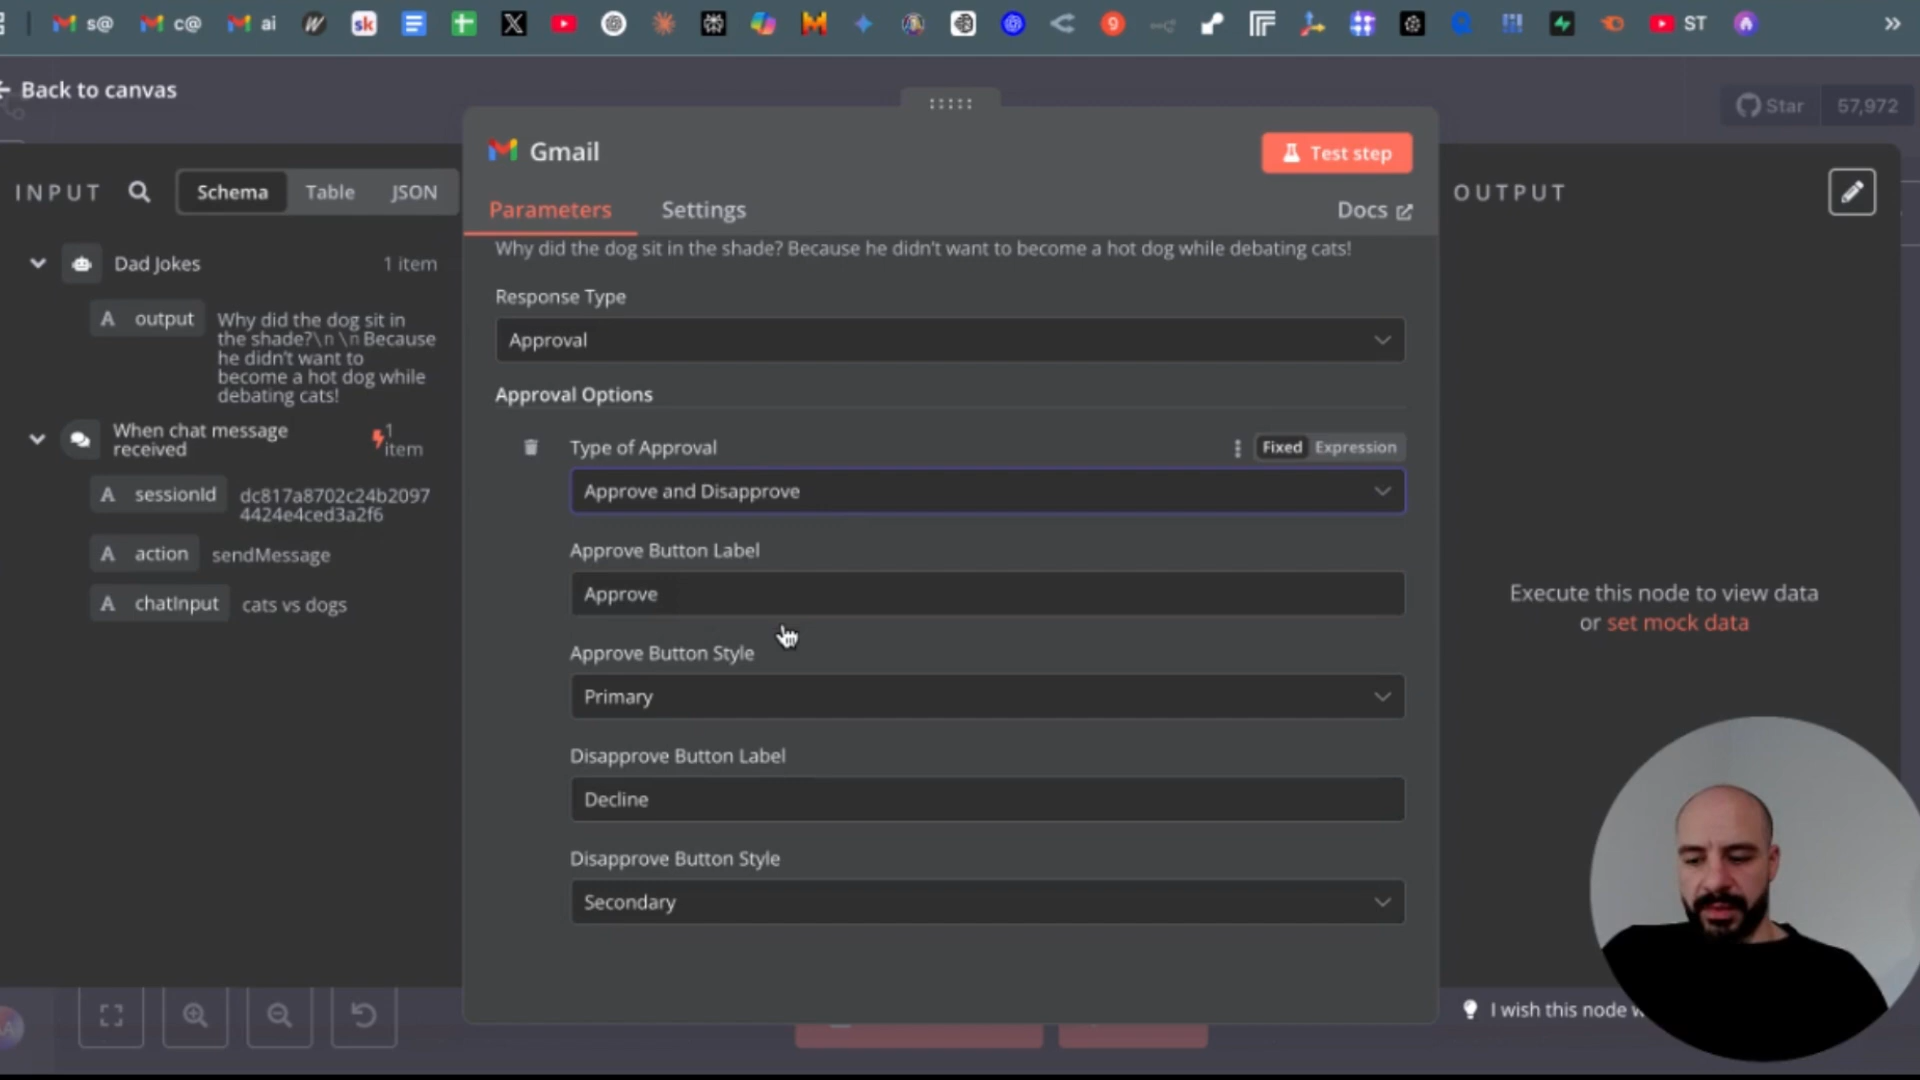 s@
c@
ai
sk
9
ST
Back to canvas
Star 57,972
Gmail
Test step
INPUT
Schema Table JSON
Parameters Settings
Docs
OUTPUT
Why did the dog sit in the shade? Because he didn't want to become a hot dog while debating cats!
Dad Jokes 1 item
A output Why did the dog sit in
the shade?\n \n Because
he didn't want to
become a hot dog while
debating cats!
When chat message
received
1
item
A sessionId dc817a8702c24b2097
4424e4ced3a2f6
A action sendMessage
A chatInput cats vs dogs
Response Type
Approval
Approval Options
Type of Approval
Fixed Expression
Approve and Disapprove
Approve Button Label
Approve
Approve Button Style
Primary
Disapprove Button Label
Decline
Disapprove Button Style
Secondary
Execute this node to view data
or set mock data
I wish this node